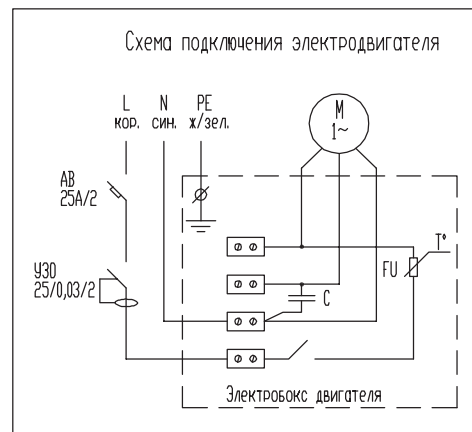 Схема подключения электродвигателя
L N PE
кор. син. ж/зел.
М
1~
АВ
25А/2
УЗО
25/0,03/2
T°
FU
C
Электробокс двигателя